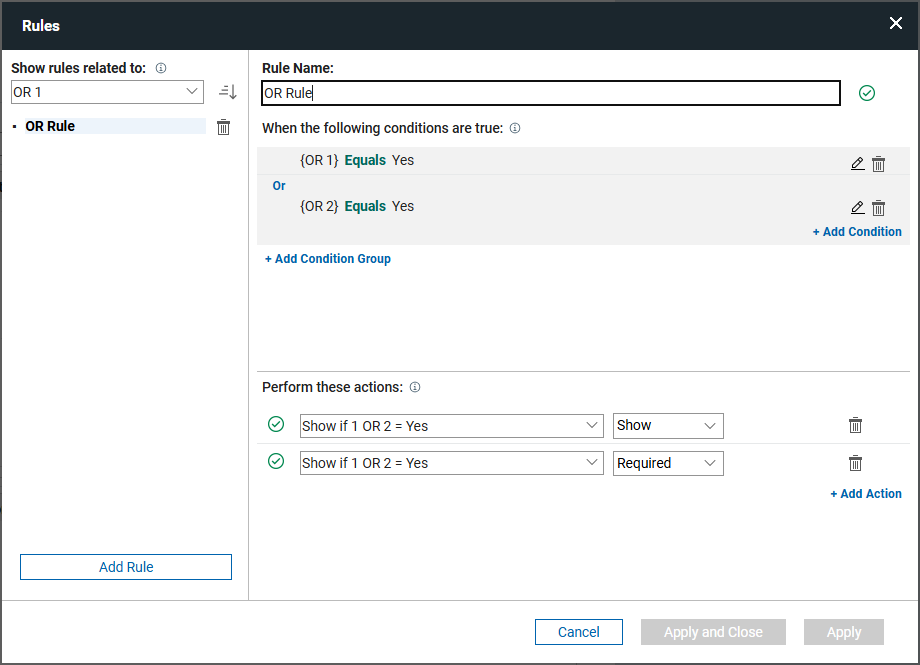 Rules
Show rules related to:
OR 1
OR Rule
Add Rule
Rule Name:
OR Rule
When the following conditions are true:
{OR 1} Equals Yes
Or
{OR 2} Equals Yes
+ Add Condition
+ Add Condition Group
Perform these actions:
Show if 1 OR 2 = Yes Show
Show if 1 OR 2 = Yes Required
+ Add Action
Cancel Apply and Close Apply